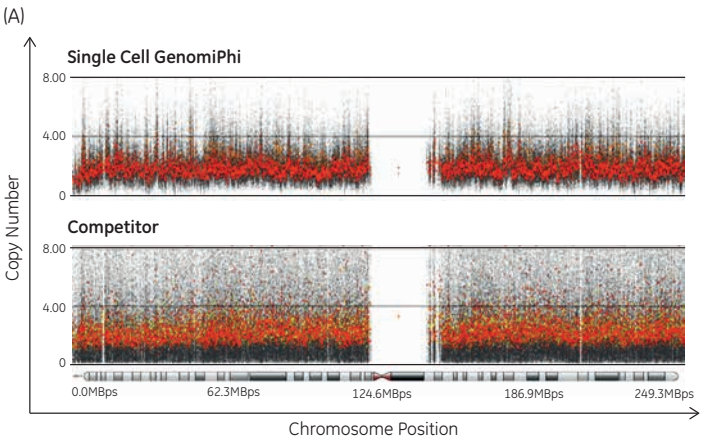 (A)
Single Cell GenomiPhi
8.00
4.00
0
Competitor
8.00
4.00
0
Copy Number
0.0MBps 62.3MBps 124.6MBps 186.9MBps 249.3MBps
Chromosome Position